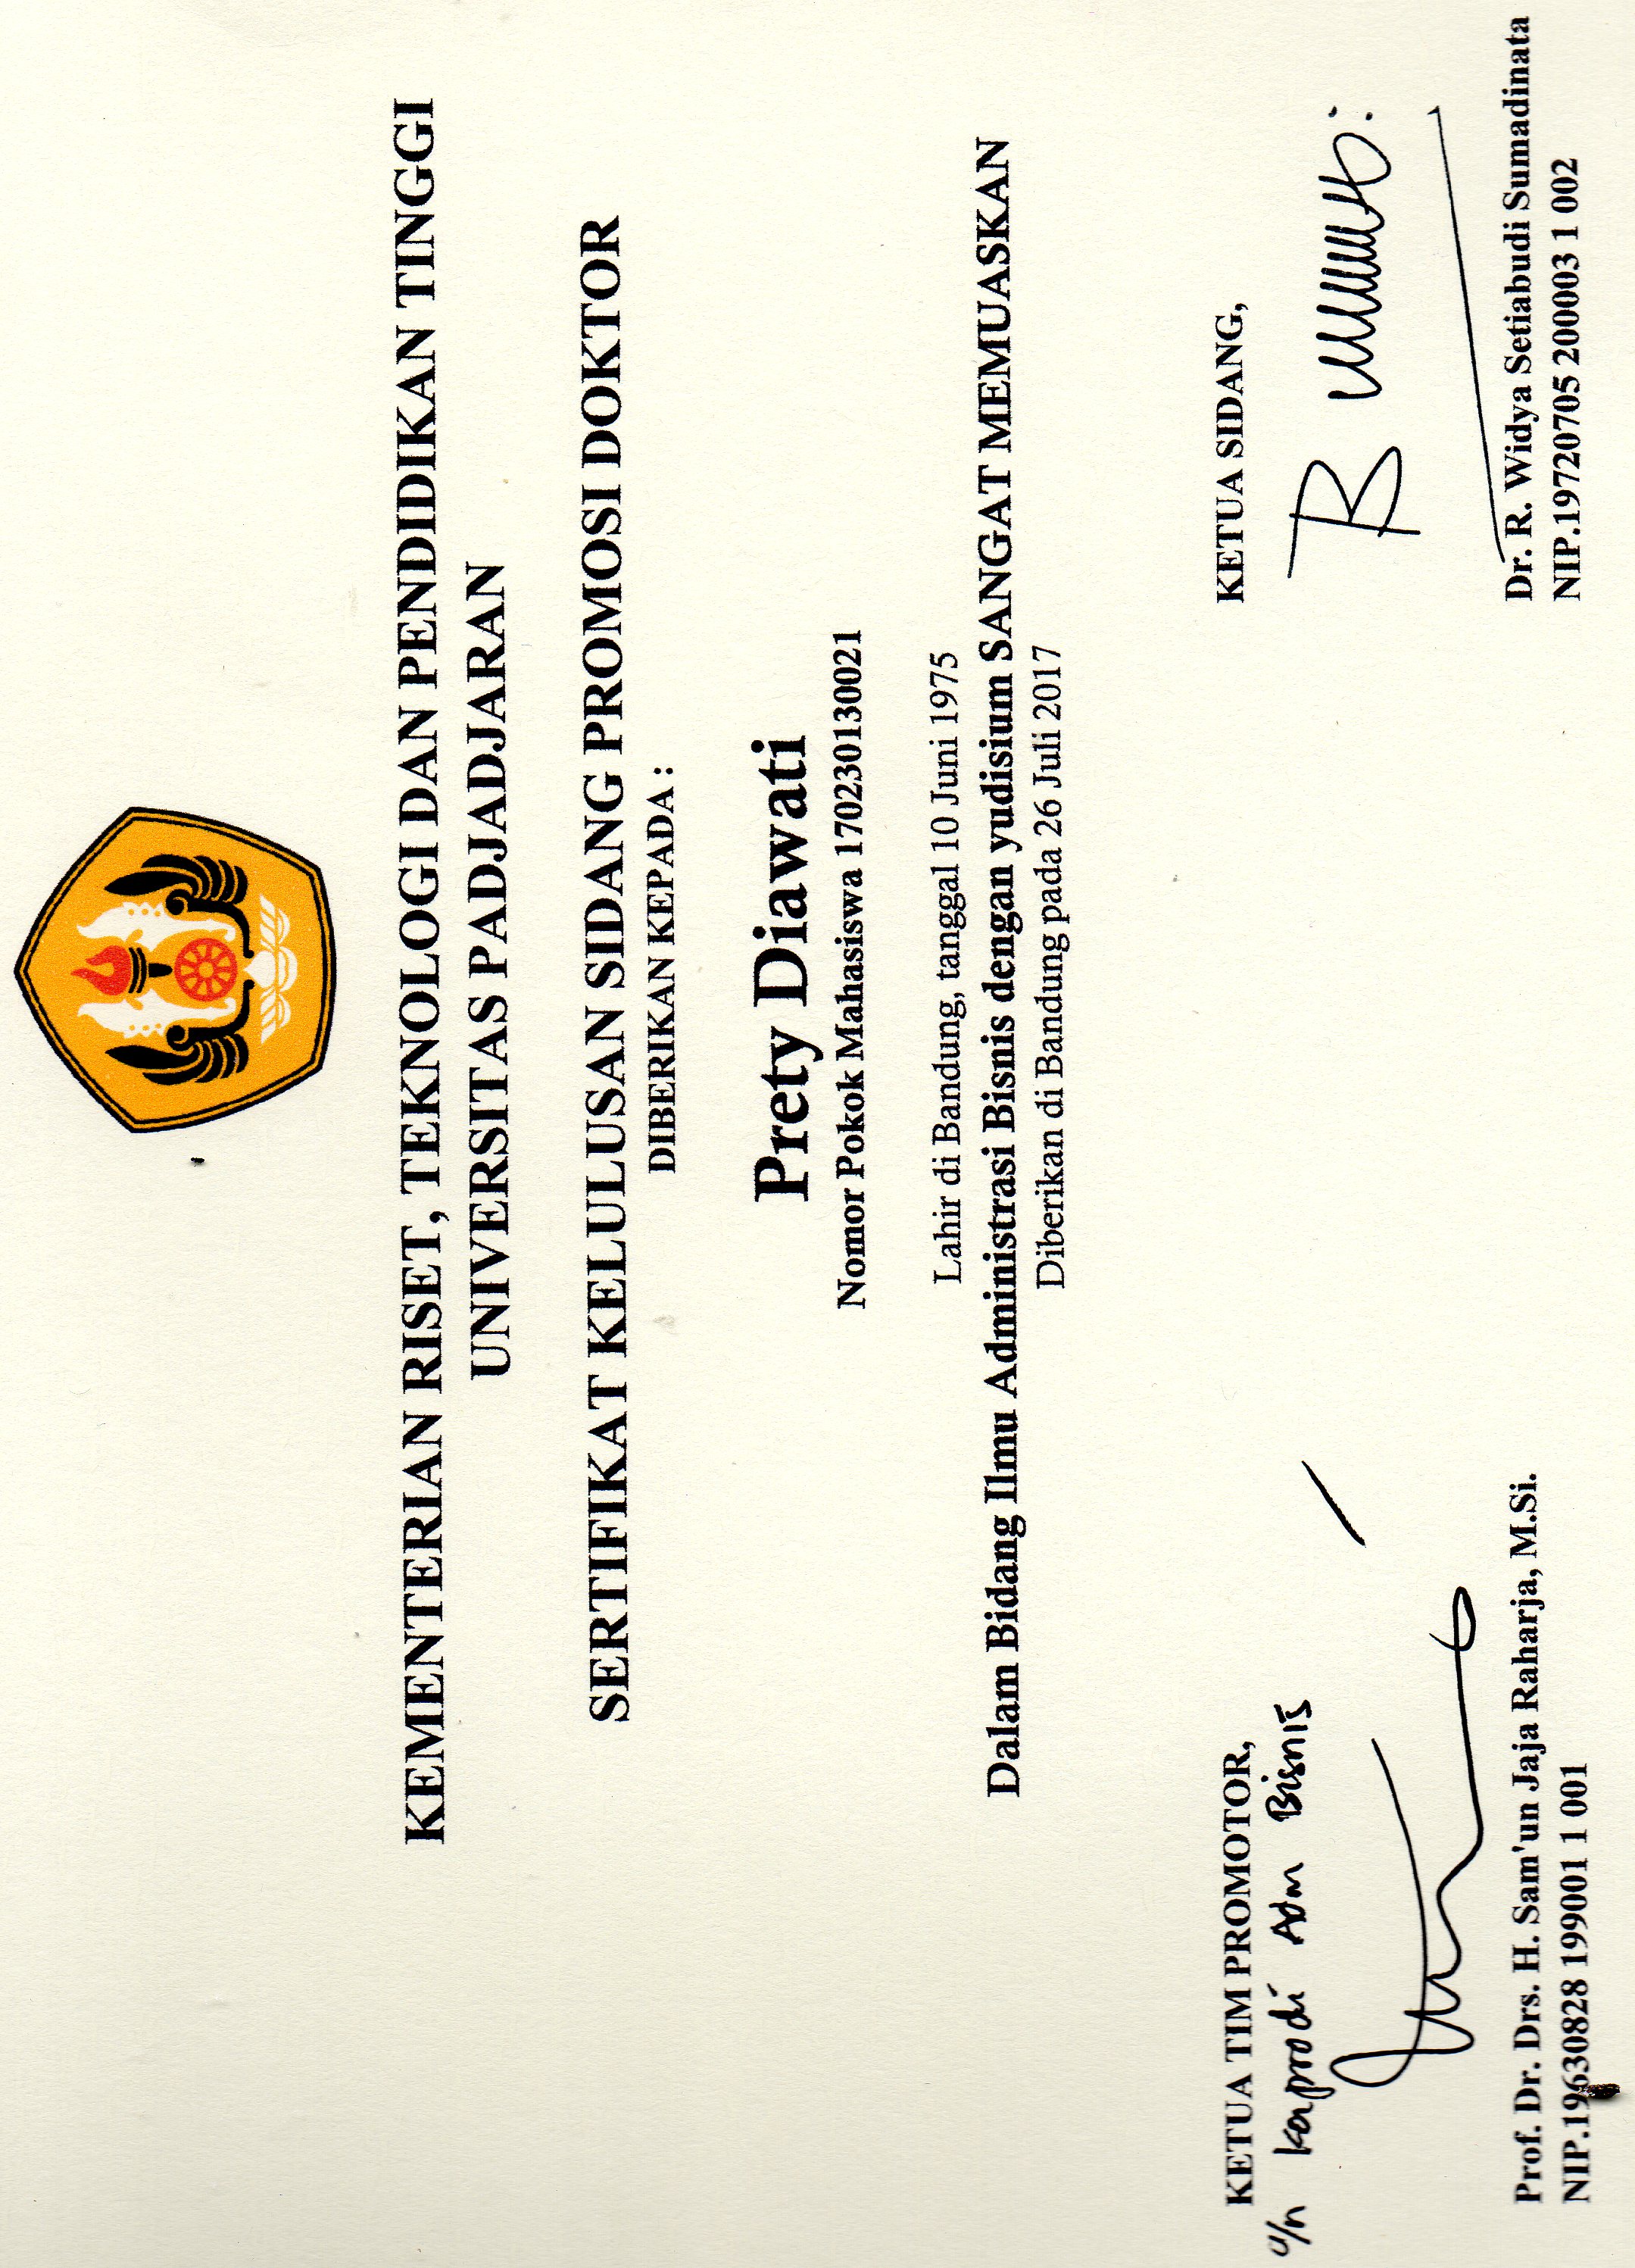 KEMENTERIAN RISET, TEKNOLOGI DAN PENDIDIKAN TINGGI
UNIVERSITAS PADJADJARAN
SERTIFIKAT KELULUSAN SIDANG PROMOSI DOKTOR
DIBERIKAN KEPADA :
Prety Diawati
Nomor Pokok Mahasiswa 170230130021
Lahir di Bandung, tanggal 10 Juni 1975
Dalam Bidang Ilmu Administrasi Bisnis dengan yudisium SANGAT MEMUASKAN
Diberikan di Bandung pada 26 Juli 2017
KETUA TIM PROMOTOR,
a/n Kaprodi Adm Bisnis
Prof. Dr. Drs. H. Sam'un Jaja Raharja, M.Si.
NIP.19630828 199001 1 001
KETUA SIDANG,
Dr. R. Widya Setiabudi Sumadinata
NIP.19720705 200003 1 002